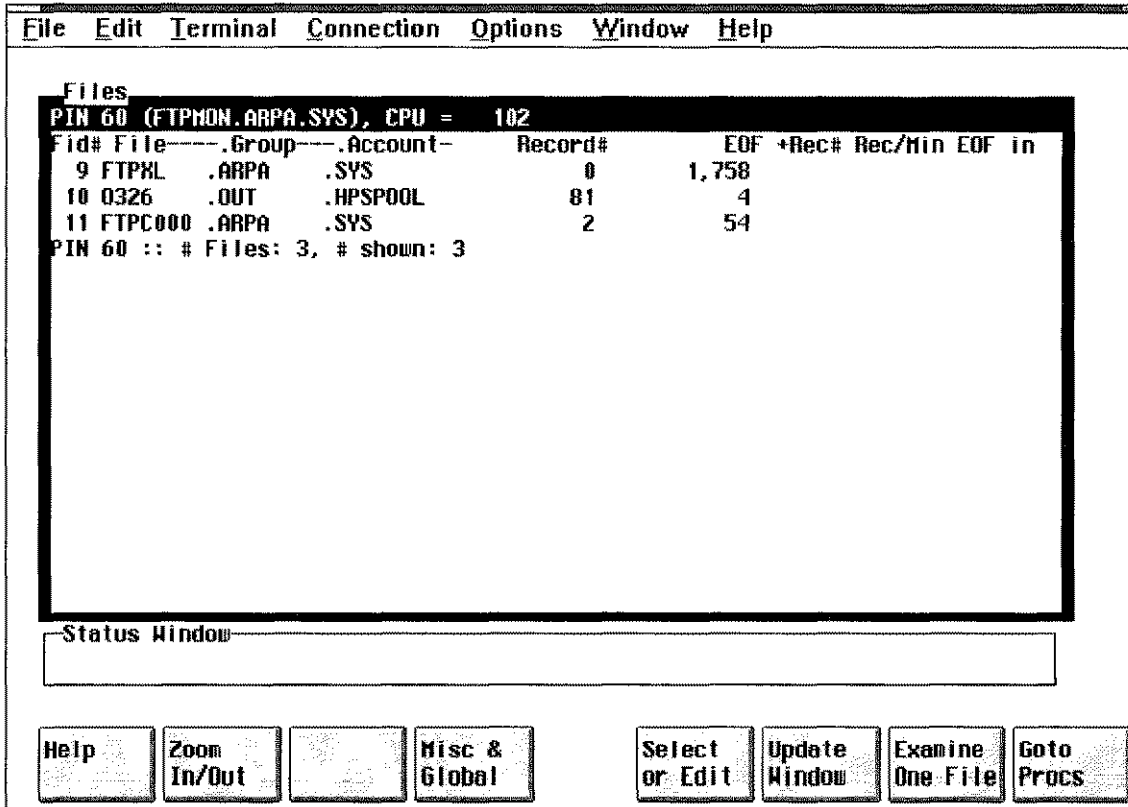 File Edit Terminal Connection Options Window Help
Files
PIN 60 (FTPMON.ARPA.SYS), CPU = 102
Fid# File----.Group---.Account- Record# EOF +Rec# Rec/Min EOF in
9 FTPXL .ARPA .SYS 0 1,758
10 O326 .OUT .HPSPOOL 81 4
11 FTPC000 .ARPA .SYS 2 54
PIN 60 :: # Files: 3, # shown: 3
Status Window
Help Zoom In/Out Misc & Global Select or Edit Update Window Examine One File Goto Procs